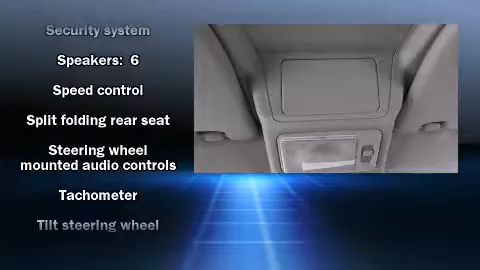 Security system
Speakers: 6
Speed control
Split folding rear seat
Steering wheel
mounted audio controls
Tachometer
Tilt steering wheel